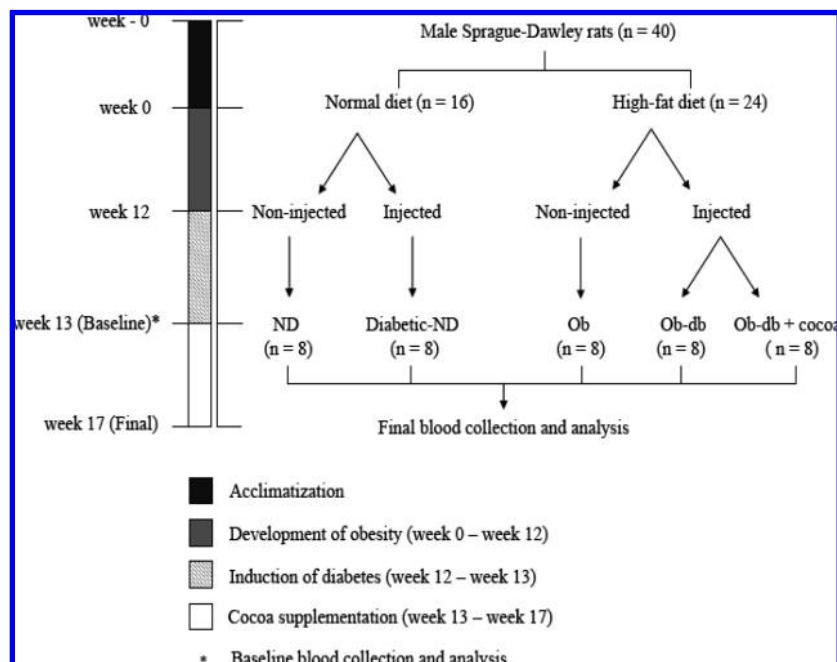 week - 0
Male Sprague-Dawley rats (n = 40)
week 0
Normal diet (n = 16)
High-fat diet (n = 24)
week 12
Non-injected
Injected
Non-injected
Injected
week 13 (Baseline)*
ND
(n = 8)
Diabetic-ND
(n = 8)
Ob
(n = 8)
Ob-db
(n = 8)
Ob-db + cocoa
( n = 8)
week 17 (Final)
Final blood collection and analysis
Acclimatization
Development of obesity (week 0 – week 12)
Induction of diabetes (week 12 – week 13)
Cocoa supplementation (week 13 – week 17)
* Baseline blood collection and analysis